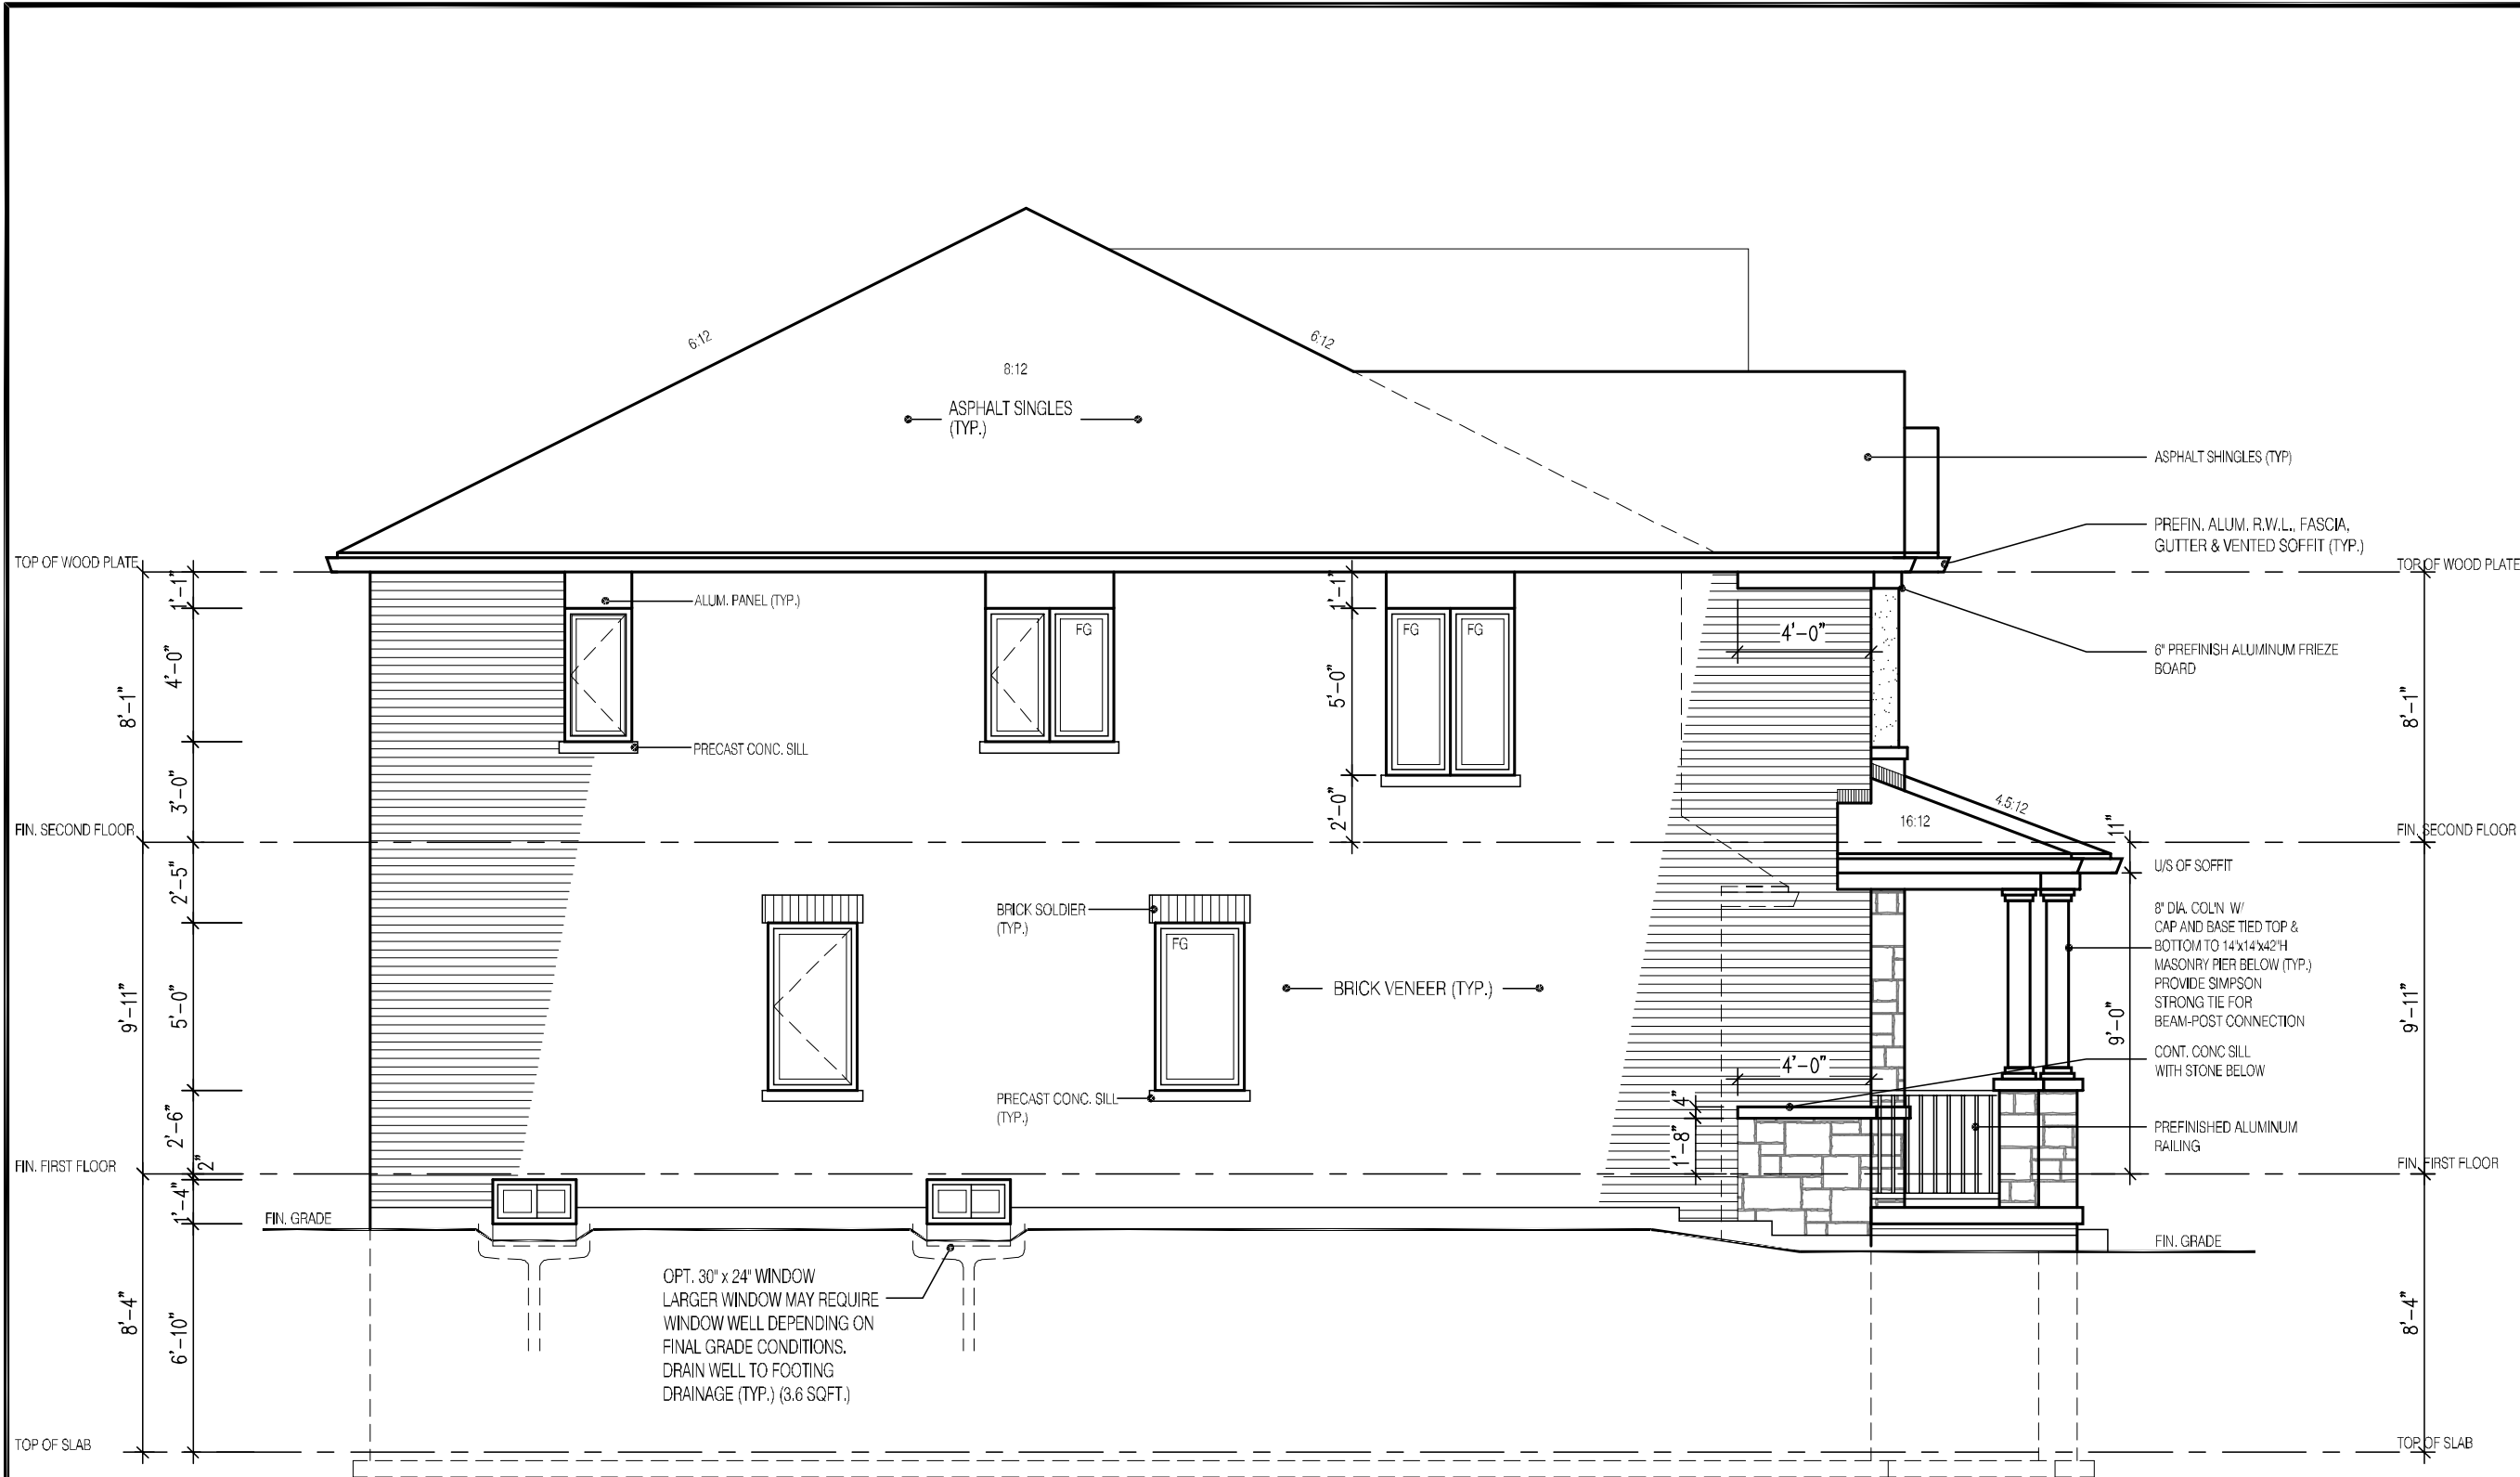 6:12
6:12
8:12
ASPHALT SINGLES
(TYP.)
ASPHALT SHINGLES (TYP)
PREFIN. ALUM. R.W.L., FASCIA,
GUTTER & VENTED SOFFIT (TYP.)
TOP OF WOOD PLATE
TOP OF WOOD PLATE
1'-1"
ALUM. PANEL (TYP.)
1'-1"
FG
FG
FG
4'-0"
6" PREFINISH ALUMINUM FRIEZE
BOARD
4'-0"
8'-1"
5'-0"
8'-1"
PRECAST CONC. SILL
3'-0"
2'-0"
4.5:12
16:12
11"
FIN. SECOND FLOOR
FIN. SECOND FLOOR
U/S OF SOFFIT
2'-5"
BRICK SOLDIER
(TYP.)
FG
8" DIA. COL'N W/
CAP AND BASE TIED TOP &
BOTTOM TO 14"x14"x42"H
MASONRY PIER BELOW (TYP.)
PROVIDE SIMPSON
STRONG TIE FOR
BEAM-POST CONNECTION
BRICK VENEER (TYP.)
9'-11"
5'-0"
9'-0"
9'-11"
4'-0"
CONT. CONC SILL
WITH STONE BELOW
PRECAST CONC. SILL
(TYP.)
4"
2'-6"
1'-8"
PREFINISHED ALUMINUM
RAILING
FIN. FIRST FLOOR
2"
FIN. FIRST FLOOR
1'-4"
FIN. GRADE
FIN. GRADE
OPT. 30" x 24" WINDOW
LARGER WINDOW MAY REQUIRE
WINDOW WELL DEPENDING ON
FINAL GRADE CONDITIONS.
DRAIN WELL TO FOOTING
DRAINAGE (TYP.) (3.6 SQFT.)
8'-4"
6'-10"
8'-4"
TOP OF SLAB
TOP OF SLAB